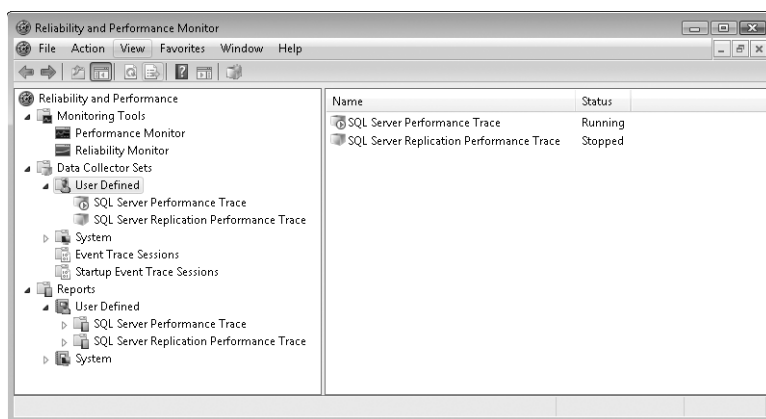 Reliability and Performance Monitor
File Action View Favorites Window Help
Reliability and Performance
Monitoring Tools
Performance Monitor
Reliability Monitor
Data Collector Sets
User Defined
SQL Server Performance Trace
SQL Server Replication Performance Trace
System
Event Trace Sessions
Startup Event Trace Sessions
Reports
User Defined
SQL Server Performance Trace
SQL Server Replication Performance Trace
System
Name Status
SQL Server Performance Trace Running
SQL Server Replication Performance Trace Stopped